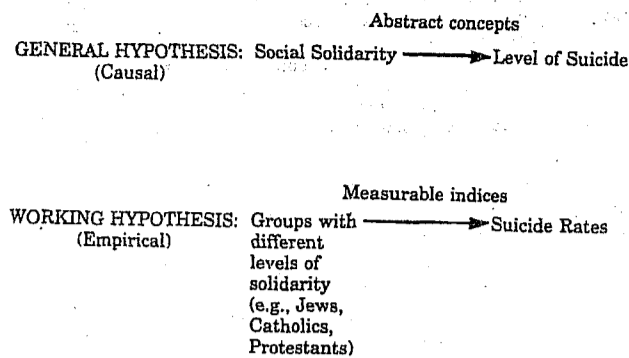 Abstract concepts
GENERAL HYPOTHESIS: Social Solidarity Level of Suicide
(Causal)
Measurable indices
WORKING HYPOTHESIS: Groups with Suicide Rates
(Empirical) different
levels of
solidarity
(e.g., Jews,
Catholics,
Protestants)